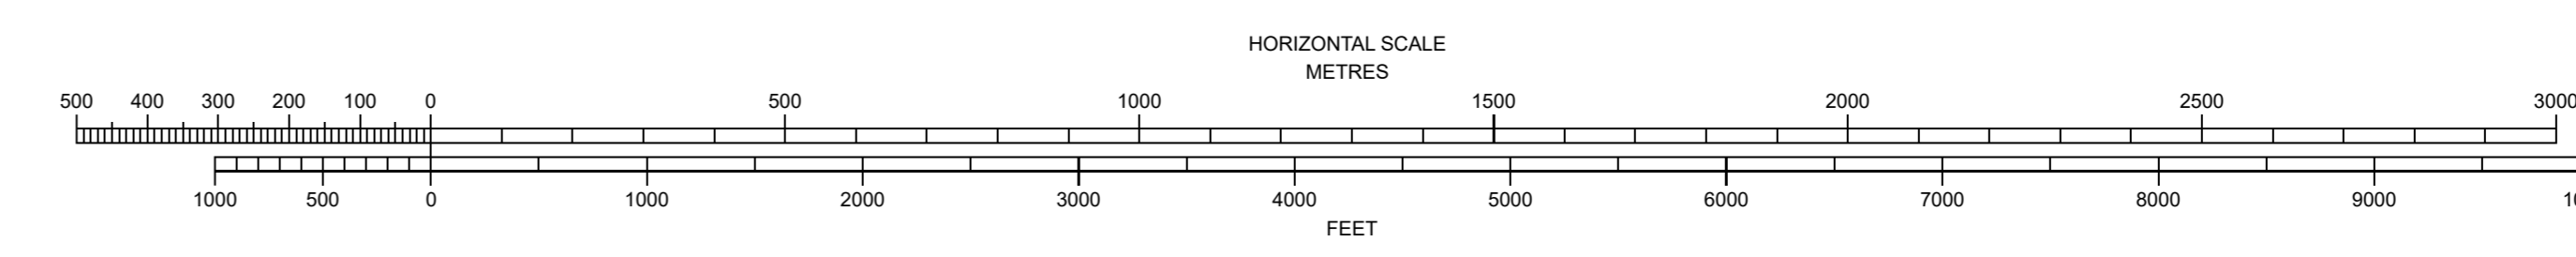 HORIZONTAL SCALE
METRES
500 400 300 200 100 0 500 1000 1500 2000 2500 3000
1000 500 0 1000 2000 3000 4000 5000 6000 7000 8000 9000
FEET